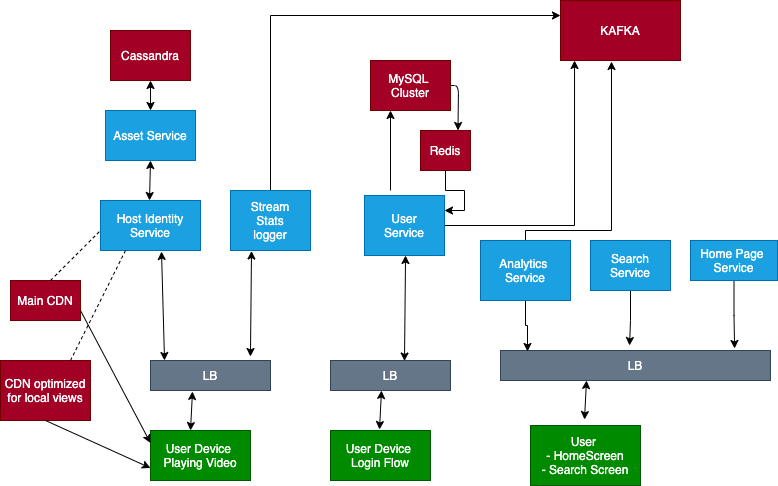 KAFKA
Cassandra
MySQL
Cluster
Asset Service
Redis
Host Identity
Service
Stream
Stats
logger
User
Service
Analytics
Service
Search
Service
Home Page
Service
Main CDN
CDN optimized
for local views
LB
LB
LB
User Device
Playing Video
User Device
Login Flow
User
- HomeScreen
- Search Screen